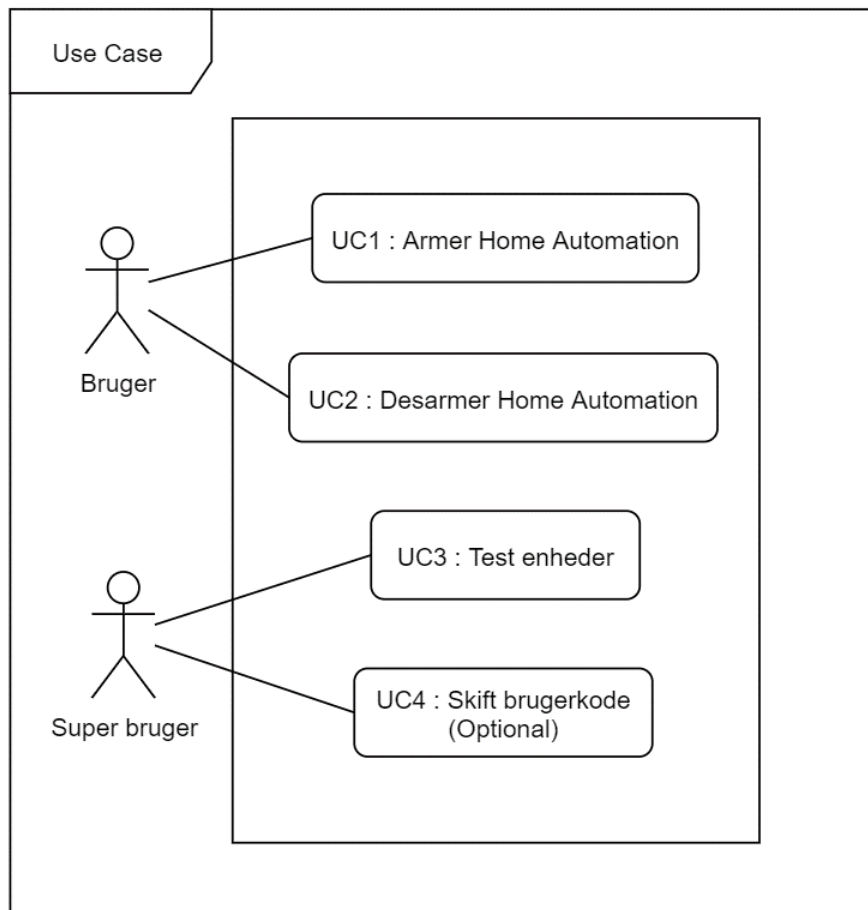 Use Case
UC1 : Armer Home Automation
Bruger
UC2 : Desarmer Home Automation
UC3 : Test enheder
Super bruger
UC4 : Skift brugerkode
(Optional)